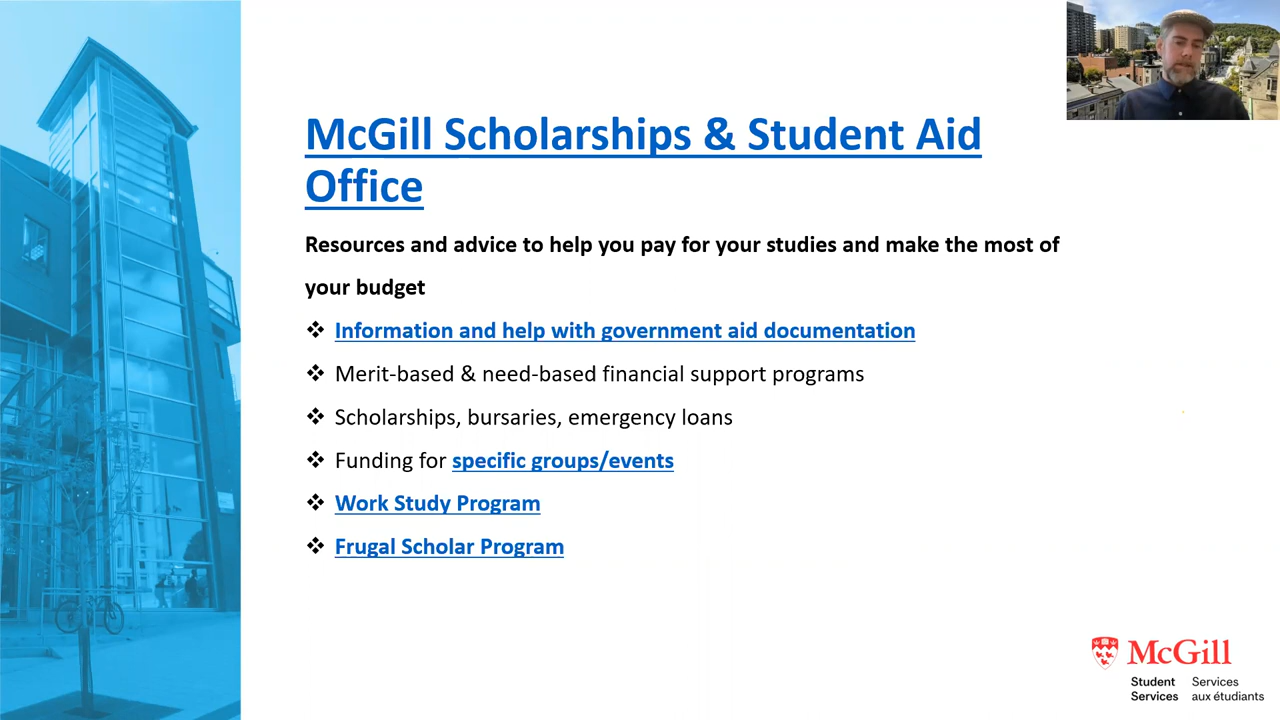 McGill Scholarships & Student Aid
Office
Resources and advice to help you pay for your studies and make the most of
your budget
❖ Information and help with government aid documentation
❖ Merit-based & need-based financial support programs
❖ Scholarships, bursaries, emergency loans
❖ Funding for specific groups/events
❖ Work Study Program
❖ Frugal Scholar Program
McGill
Student Services
Services aux étudiants